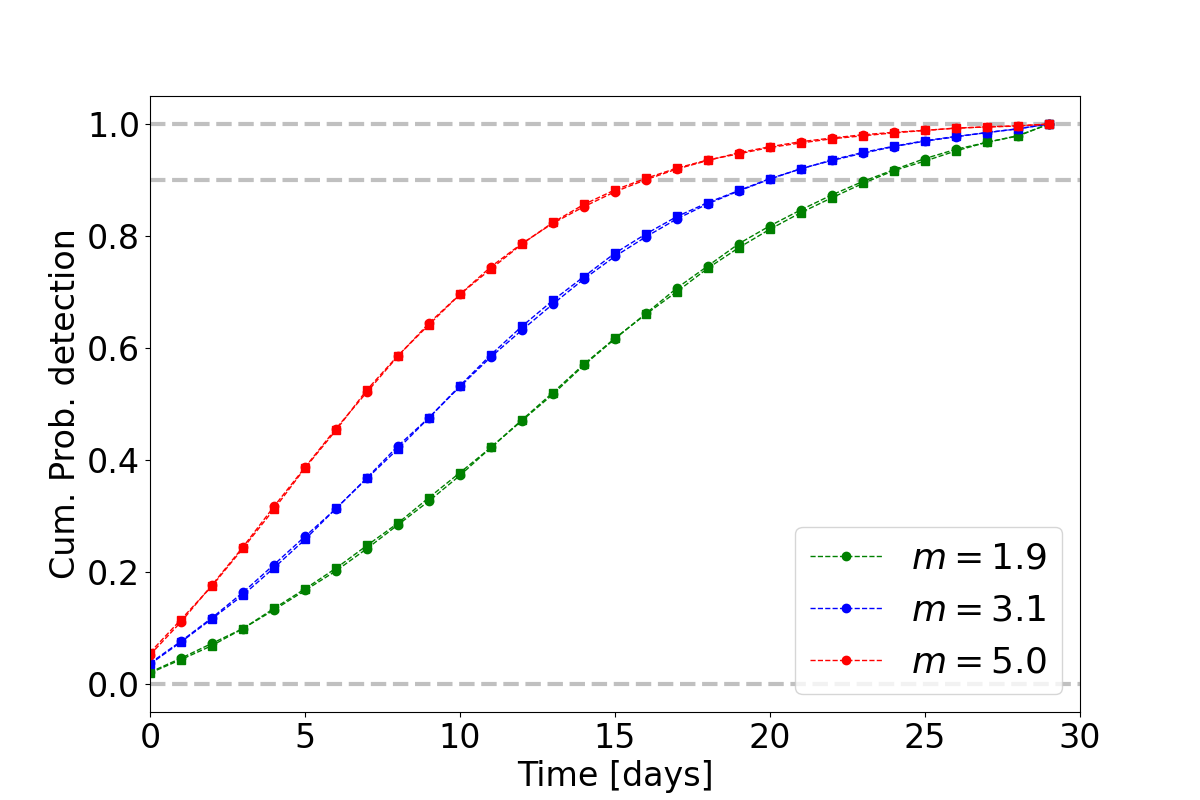 Cum. Prob. detection
1.0
0.8
0.6
0.4
0.2
0.0
m = 1.9
m = 3.1
m = 5.0
0 5 10 15 20 25 30
Time [days]